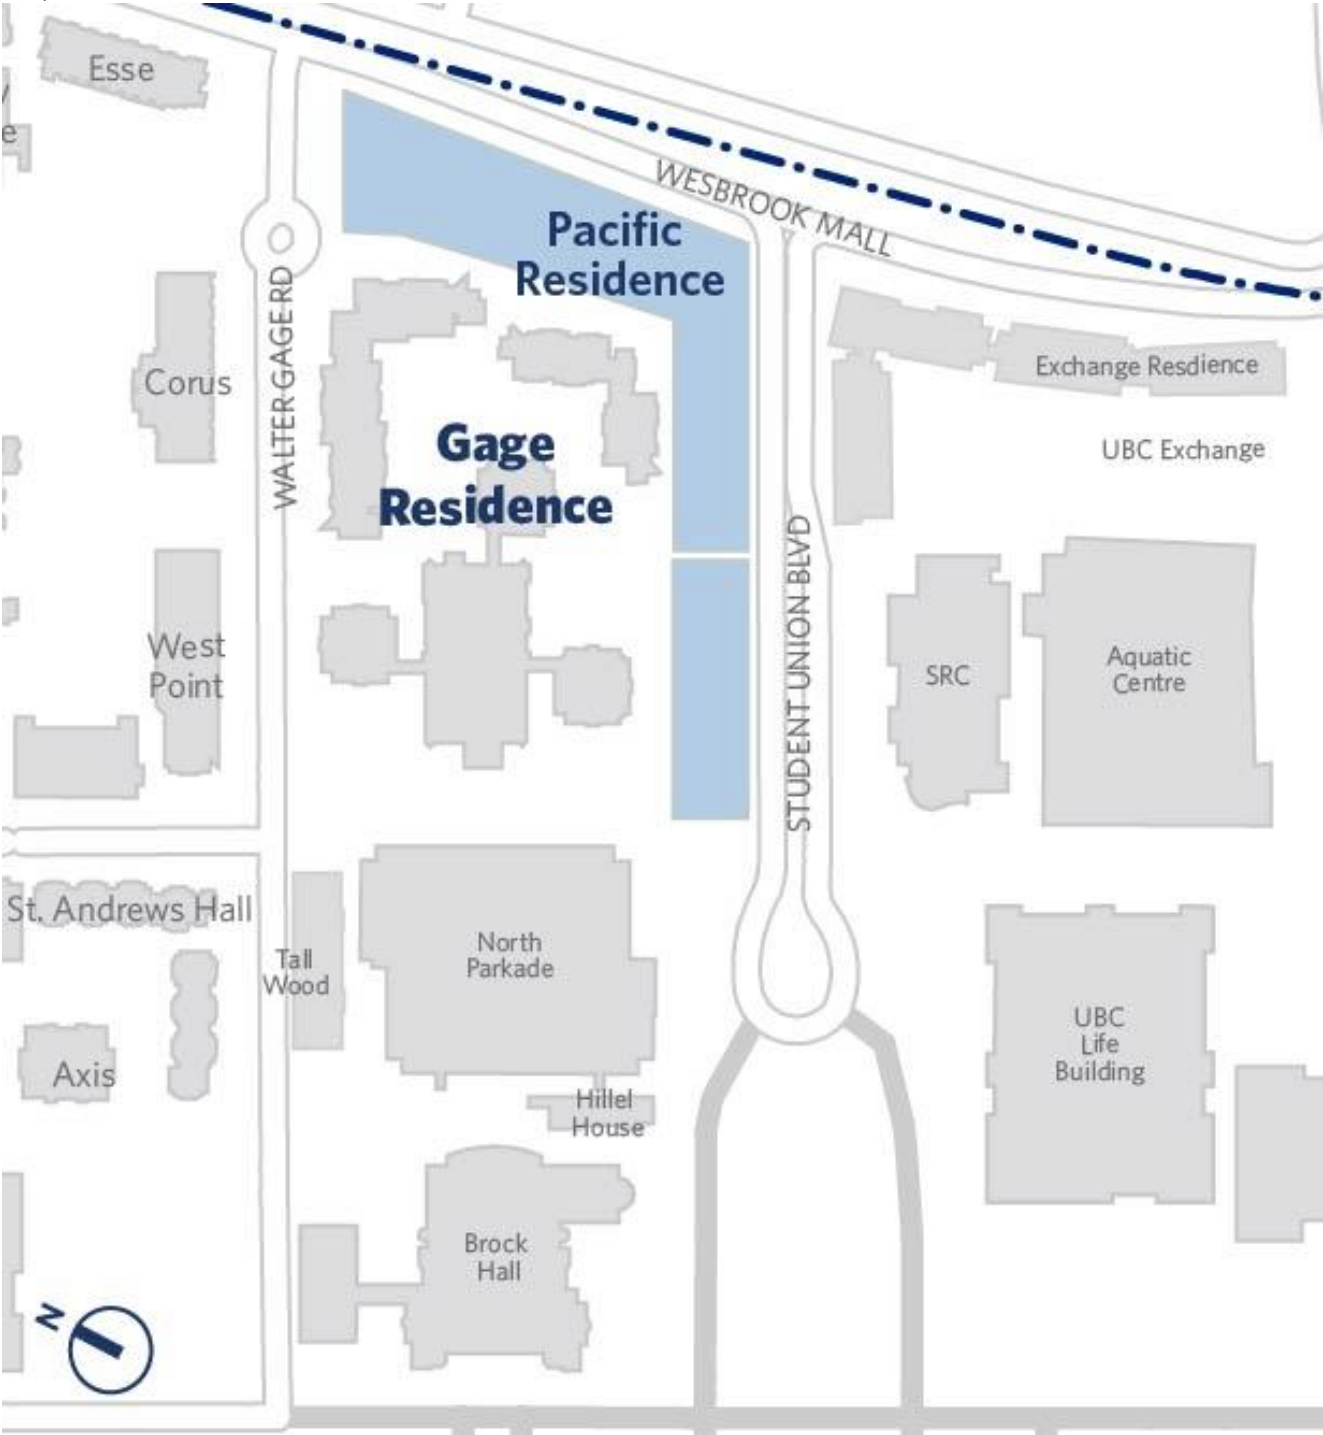 Esse
WESBROOK MALL
Pacific
Residence
WALTER GAGE RD
Corus
Exchange Resdience
UBC Exchange
Gage
Residence
STUDENT UNION BLVD
West
Point
SRC
Aquatic
Centre
St. Andrews Hall
Tall
Wood
North
Parkade
UBC
Life
Building
Axis
Hillel
House
Brock
Hall
N